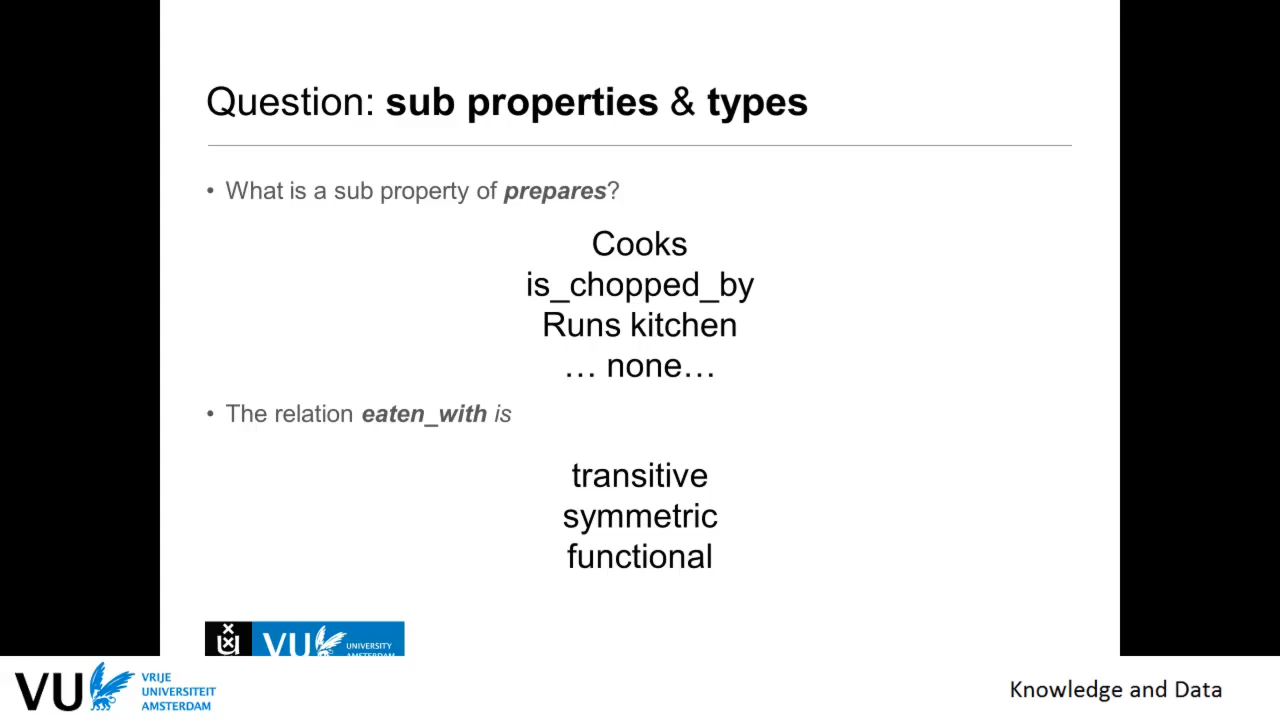 Question: sub properties & types
• What is a sub property of prepares?
Cooks
is_chopped_by
Runs kitchen
… none…
• The relation eaten_with is
transitive
symmetric
functional
VU UNIVERSITY
AMSTERDAM
VU VRIJE
UNIVERSITEIT
AMSTERDAM
Knowledge and Data